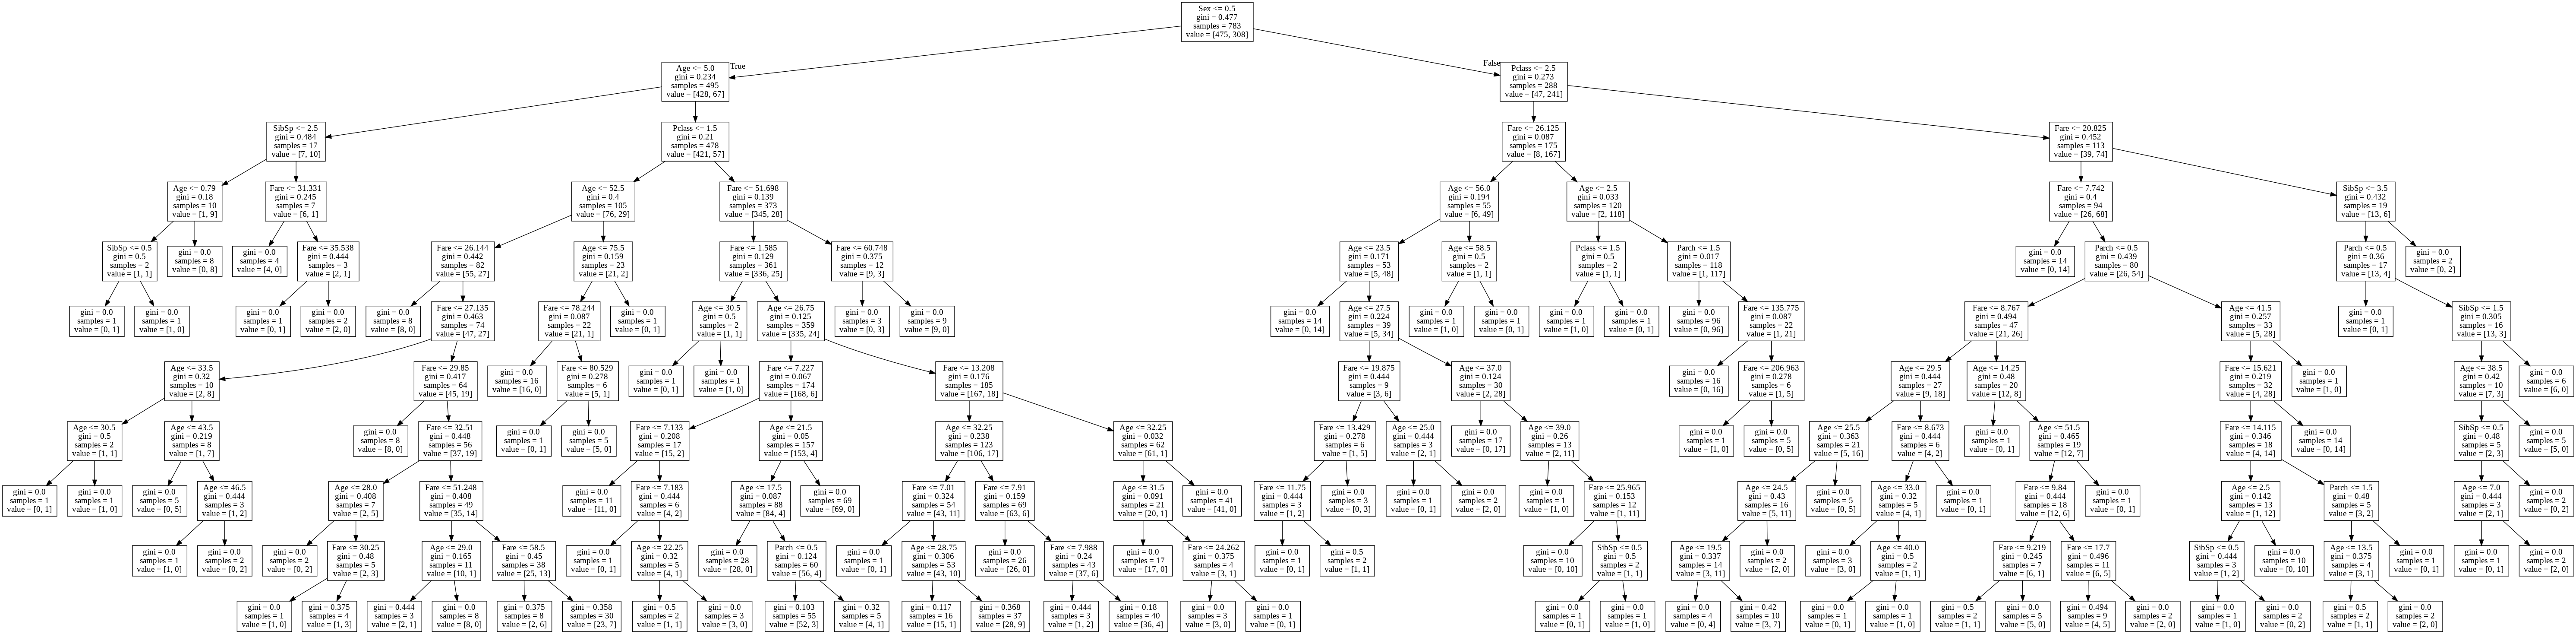 Sex <= 0.5
gini = 0.477
samples = 783
value = [475, 308]
True
False
Age <= 5.0
gini = 0.234
samples = 495
value = [428, 67]
Pclass <= 2.5
gini = 0.273
samples = 288
value = [47, 241]
SibSp <= 2.5
gini = 0.484
samples = 17
value = [7, 10]
Pclass <= 1.5
gini = 0.21
samples = 478
value = [421, 57]
Fare <= 26.125
gini = 0.087
samples = 175
value = [8, 167]
Fare <= 20.825
gini = 0.452
samples = 113
value = [39, 74]
Age <= 0.79
gini = 0.18
samples = 10
value = [1, 9]
Fare <= 31.331
gini = 0.245
samples = 7
value = [6, 1]
Age <= 52.5
gini = 0.4
samples = 105
value = [76, 29]
Fare <= 51.698
gini = 0.139
samples = 373
value = [345, 28]
Age <= 56.0
gini = 0.194
samples = 55
value = [6, 49]
Age <= 2.5
gini = 0.033
samples = 120
value = [2, 118]
Fare <= 7.742
gini = 0.4
samples = 94
value = [26, 68]
SibSp <= 3.5
gini = 0.432
samples = 19
value = [13, 6]
SibSp <= 0.5
gini = 0.5
samples = 2
value = [1, 1]
gini = 0.0
samples = 8
value = [0, 8]
gini = 0.0
samples = 4
value = [4, 0]
Fare <= 35.538
gini = 0.444
samples = 3
value = [2, 1]
Fare <= 26.144
gini = 0.442
samples = 82
value = [55, 27]
Age <= 75.5
gini = 0.159
samples = 23
value = [21, 2]
Fare <= 1.585
gini = 0.129
samples = 361
value = [336, 25]
Fare <= 60.748
gini = 0.375
samples = 12
value = [9, 3]
Age <= 23.5
gini = 0.171
samples = 53
value = [5, 48]
Age <= 58.5
gini = 0.5
samples = 2
value = [1, 1]
Pclass <= 1.5
gini = 0.5
samples = 2
value = [1, 1]
Parch <= 1.5
gini = 0.017
samples = 118
value = [1, 117]
gini = 0.0
samples = 14
value = [0, 14]
Parch <= 0.5
gini = 0.439
samples = 80
value = [26, 54]
Parch <= 0.5
gini = 0.36
samples = 17
value = [13, 4]
gini = 0.0
samples = 2
value = [0, 2]
gini = 0.0
samples = 1
value = [0, 1]
gini = 0.0
samples = 1
value = [1, 0]
gini = 0.0
samples = 1
value = [0, 1]
gini = 0.0
samples = 2
value = [2, 0]
gini = 0.0
samples = 8
value = [8, 0]
Fare <= 27.135
gini = 0.463
samples = 74
value = [47, 27]
Fare <= 78.244
gini = 0.087
samples = 22
value = [21, 1]
gini = 0.0
samples = 1
value = [0, 1]
Age <= 30.5
gini = 0.5
samples = 2
value = [1, 1]
Age <= 26.75
gini = 0.125
samples = 359
value = [335, 24]
gini = 0.0
samples = 3
value = [0, 3]
gini = 0.0
samples = 9
value = [9, 0]
gini = 0.0
samples = 14
value = [0, 14]
Age <= 27.5
gini = 0.224
samples = 39
value = [5, 34]
gini = 0.0
samples = 1
value = [1, 0]
gini = 0.0
samples = 1
value = [0, 1]
gini = 0.0
samples = 1
value = [1, 0]
gini = 0.0
samples = 1
value = [0, 1]
gini = 0.0
samples = 96
value = [0, 96]
Fare <= 135.775
gini = 0.087
samples = 22
value = [1, 21]
Fare <= 8.767
gini = 0.494
samples = 47
value = [21, 26]
Age <= 41.5
gini = 0.257
samples = 33
value = [5, 28]
gini = 0.0
samples = 1
value = [0, 1]
SibSp <= 1.5
gini = 0.305
samples = 16
value = [13, 3]
Age <= 33.5
gini = 0.32
samples = 10
value = [2, 8]
Fare <= 29.85
gini = 0.417
samples = 64
value = [45, 19]
gini = 0.0
samples = 16
value = [16, 0]
Fare <= 80.529
gini = 0.278
samples = 6
value = [5, 1]
gini = 0.0
samples = 1
value = [0, 1]
gini = 0.0
samples = 1
value = [1, 0]
Fare <= 7.227
gini = 0.067
samples = 174
value = [168, 6]
Fare <= 13.208
gini = 0.176
samples = 185
value = [167, 18]
Fare <= 19.875
gini = 0.444
samples = 9
value = [3, 6]
Age <= 37.0
gini = 0.124
samples = 30
value = [2, 28]
gini = 0.0
samples = 16
value = [0, 16]
Fare <= 206.963
gini = 0.278
samples = 6
value = [1, 5]
Age <= 29.5
gini = 0.444
samples = 27
value = [9, 18]
Age <= 14.25
gini = 0.48
samples = 20
value = [12, 8]
Fare <= 15.621
gini = 0.219
samples = 32
value = [4, 28]
gini = 0.0
samples = 1
value = [1, 0]
Age <= 38.5
gini = 0.42
samples = 10
value = [7, 3]
gini = 0.0
samples = 6
value = [6, 0]
Age <= 30.5
gini = 0.5
samples = 2
value = [1, 1]
Age <= 43.5
gini = 0.219
samples = 8
value = [1, 7]
gini = 0.0
samples = 8
value = [8, 0]
Fare <= 32.51
gini = 0.448
samples = 56
value = [37, 19]
gini = 0.0
samples = 1
value = [0, 1]
gini = 0.0
samples = 5
value = [5, 0]
Fare <= 7.133
gini = 0.208
samples = 17
value = [15, 2]
Age <= 21.5
gini = 0.05
samples = 157
value = [153, 4]
Age <= 32.25
gini = 0.238
samples = 123
value = [106, 17]
Age <= 32.25
gini = 0.032
samples = 62
value = [61, 1]
Fare <= 13.429
gini = 0.278
samples = 6
value = [1, 5]
Age <= 25.0
gini = 0.444
samples = 3
value = [2, 1]
gini = 0.0
samples = 17
value = [0, 17]
Age <= 39.0
gini = 0.26
samples = 13
value = [2, 11]
gini = 0.0
samples = 1
value = [1, 0]
gini = 0.0
samples = 5
value = [0, 5]
Age <= 25.5
gini = 0.363
samples = 21
value = [5, 16]
Fare <= 8.673
gini = 0.444
samples = 6
value = [4, 2]
gini = 0.0
samples = 1
value = [0, 1]
Age <= 51.5
gini = 0.465
samples = 19
value = [12, 7]
Fare <= 14.115
gini = 0.346
samples = 18
value = [4, 14]
gini = 0.0
samples = 14
value = [0, 14]
SibSp <= 0.5
gini = 0.48
samples = 5
value = [2, 3]
gini = 0.0
samples = 5
value = [5, 0]
gini = 0.0
samples = 1
value = [0, 1]
gini = 0.0
samples = 1
value = [1, 0]
gini = 0.0
samples = 5
value = [0, 5]
Age <= 46.5
gini = 0.444
samples = 3
value = [1, 2]
Age <= 28.0
gini = 0.408
samples = 7
value = [2, 5]
Fare <= 51.248
gini = 0.408
samples = 49
value = [35, 14]
gini = 0.0
samples = 11
value = [11, 0]
Fare <= 7.183
gini = 0.444
samples = 6
value = [4, 2]
Age <= 17.5
gini = 0.087
samples = 88
value = [84, 4]
gini = 0.0
samples = 69
value = [69, 0]
Fare <= 7.01
gini = 0.324
samples = 54
value = [43, 11]
Fare <= 7.91
gini = 0.159
samples = 69
value = [63, 6]
Age <= 31.5
gini = 0.091
samples = 21
value = [20, 1]
gini = 0.0
samples = 41
value = [41, 0]
Fare <= 11.75
gini = 0.444
samples = 3
value = [1, 2]
gini = 0.0
samples = 3
value = [0, 3]
gini = 0.0
samples = 1
value = [0, 1]
gini = 0.0
samples = 2
value = [2, 0]
gini = 0.0
samples = 1
value = [1, 0]
Fare <= 25.965
gini = 0.153
samples = 12
value = [1, 11]
Age <= 24.5
gini = 0.43
samples = 16
value = [5, 11]
gini = 0.0
samples = 5
value = [0, 5]
Age <= 33.0
gini = 0.32
samples = 5
value = [4, 1]
gini = 0.0
samples = 1
value = [0, 1]
Fare <= 9.84
gini = 0.444
samples = 18
value = [12, 6]
gini = 0.0
samples = 1
value = [0, 1]
Age <= 2.5
gini = 0.142
samples = 13
value = [1, 12]
Parch <= 1.5
gini = 0.48
samples = 5
value = [3, 2]
Age <= 7.0
gini = 0.444
samples = 3
value = [2, 1]
gini = 0.0
samples = 2
value = [0, 2]
gini = 0.0
samples = 1
value = [1, 0]
gini = 0.0
samples = 2
value = [0, 2]
gini = 0.0
samples = 2
value = [0, 2]
Fare <= 30.25
gini = 0.48
samples = 5
value = [2, 3]
Age <= 29.0
gini = 0.165
samples = 11
value = [10, 1]
Fare <= 58.5
gini = 0.45
samples = 38
value = [25, 13]
gini = 0.0
samples = 1
value = [0, 1]
Age <= 22.25
gini = 0.32
samples = 5
value = [4, 1]
gini = 0.0
samples = 28
value = [28, 0]
Parch <= 0.5
gini = 0.124
samples = 60
value = [56, 4]
gini = 0.0
samples = 1
value = [0, 1]
Age <= 28.75
gini = 0.306
samples = 53
value = [43, 10]
gini = 0.0
samples = 26
value = [26, 0]
Fare <= 7.988
gini = 0.24
samples = 43
value = [37, 6]
gini = 0.0
samples = 17
value = [17, 0]
Fare <= 24.262
gini = 0.375
samples = 4
value = [3, 1]
gini = 0.0
samples = 1
value = [0, 1]
gini = 0.5
samples = 2
value = [1, 1]
gini = 0.0
samples = 10
value = [0, 10]
SibSp <= 0.5
gini = 0.5
samples = 2
value = [1, 1]
Age <= 19.5
gini = 0.337
samples = 14
value = [3, 11]
gini = 0.0
samples = 2
value = [2, 0]
gini = 0.0
samples = 3
value = [3, 0]
Age <= 40.0
gini = 0.5
samples = 2
value = [1, 1]
Fare <= 9.219
gini = 0.245
samples = 7
value = [6, 1]
Fare <= 17.7
gini = 0.496
samples = 11
value = [6, 5]
SibSp <= 0.5
gini = 0.444
samples = 3
value = [1, 2]
gini = 0.0
samples = 10
value = [0, 10]
Age <= 13.5
gini = 0.375
samples = 4
value = [3, 1]
gini = 0.0
samples = 1
value = [0, 1]
gini = 0.0
samples = 1
value = [0, 1]
gini = 0.0
samples = 2
value = [2, 0]
gini = 0.0
samples = 1
value = [1, 0]
gini = 0.375
samples = 4
value = [1, 3]
gini = 0.444
samples = 3
value = [2, 1]
gini = 0.0
samples = 8
value = [8, 0]
gini = 0.375
samples = 8
value = [2, 6]
gini = 0.358
samples = 30
value = [23, 7]
gini = 0.5
samples = 2
value = [1, 1]
gini = 0.0
samples = 3
value = [3, 0]
gini = 0.103
samples = 55
value = [52, 3]
gini = 0.32
samples = 5
value = [4, 1]
gini = 0.117
samples = 16
value = [15, 1]
gini = 0.368
samples = 37
value = [28, 9]
gini = 0.444
samples = 3
value = [1, 2]
gini = 0.18
samples = 40
value = [36, 4]
gini = 0.0
samples = 3
value = [3, 0]
gini = 0.0
samples = 1
value = [0, 1]
gini = 0.0
samples = 1
value = [0, 1]
gini = 0.0
samples = 1
value = [1, 0]
gini = 0.0
samples = 4
value = [0, 4]
gini = 0.42
samples = 10
value = [3, 7]
gini = 0.0
samples = 1
value = [0, 1]
gini = 0.0
samples = 1
value = [1, 0]
gini = 0.5
samples = 2
value = [1, 1]
gini = 0.0
samples = 5
value = [5, 0]
gini = 0.494
samples = 9
value = [4, 5]
gini = 0.0
samples = 2
value = [2, 0]
gini = 0.0
samples = 1
value = [1, 0]
gini = 0.0
samples = 2
value = [0, 2]
gini = 0.5
samples = 2
value = [1, 1]
gini = 0.0
samples = 2
value = [2, 0]